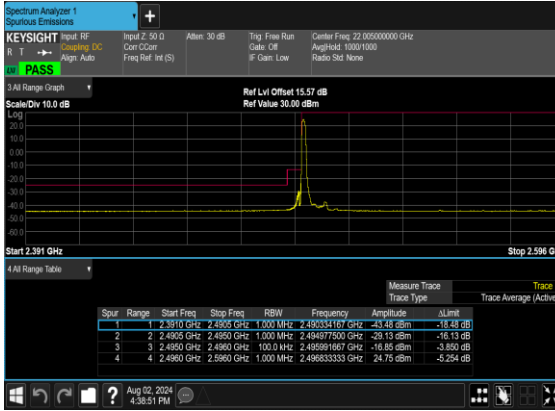 Spectrum Analyzer 1
Spurious Emissions
+
KEYSIGHT
R T
LXI PASS
Input: RF
Coupling: DC
Align: Auto
Input Z: 50 Ω
Corr CCorr
Freq Ref: Int (S)
Atten: 30 dB
Trig: Free Run
Gate: Off
IF Gain: Low
Center Freq: 22.005000000 GHz
Avg|Hold: 1000/1000
Radio Std: None
3 All Range Graph
Scale/Div 10.0 dB
Ref Lvl Offset 15.57 dB
Ref Value 30.00 dBm
Log
20.0
10.0
0.00
-10.0
-20.0
-30.0
-40.0
-50.0
-60.0
Start 2.391 GHz
Stop 2.596 G
4 All Range Table
Measure Trace Trace
Trace Type Trace Average (Active
Spur Range Start Freq Stop Freq RBW Frequency Amplitude ΔLimit
1 1 2.3910 GHz 2.4905 GHz 1.000 MHz 2.490334167 GHz -43.48 dBm -18.48 dB
2 2 2.4905 GHz 2.4950 GHz 1.000 MHz 2.494977500 GHz -29.13 dBm -16.13 dB
3 3 2.4950 GHz 2.4960 GHz 100.0 kHz 2.495991667 GHz -16.85 dBm -3.850 dB
4 4 2.4960 GHz 2.5960 GHz 1.000 MHz 2.496833333 GHz 24.75 dBm -5.254 dB
?
Aug 02, 2024
4:38:51 PM